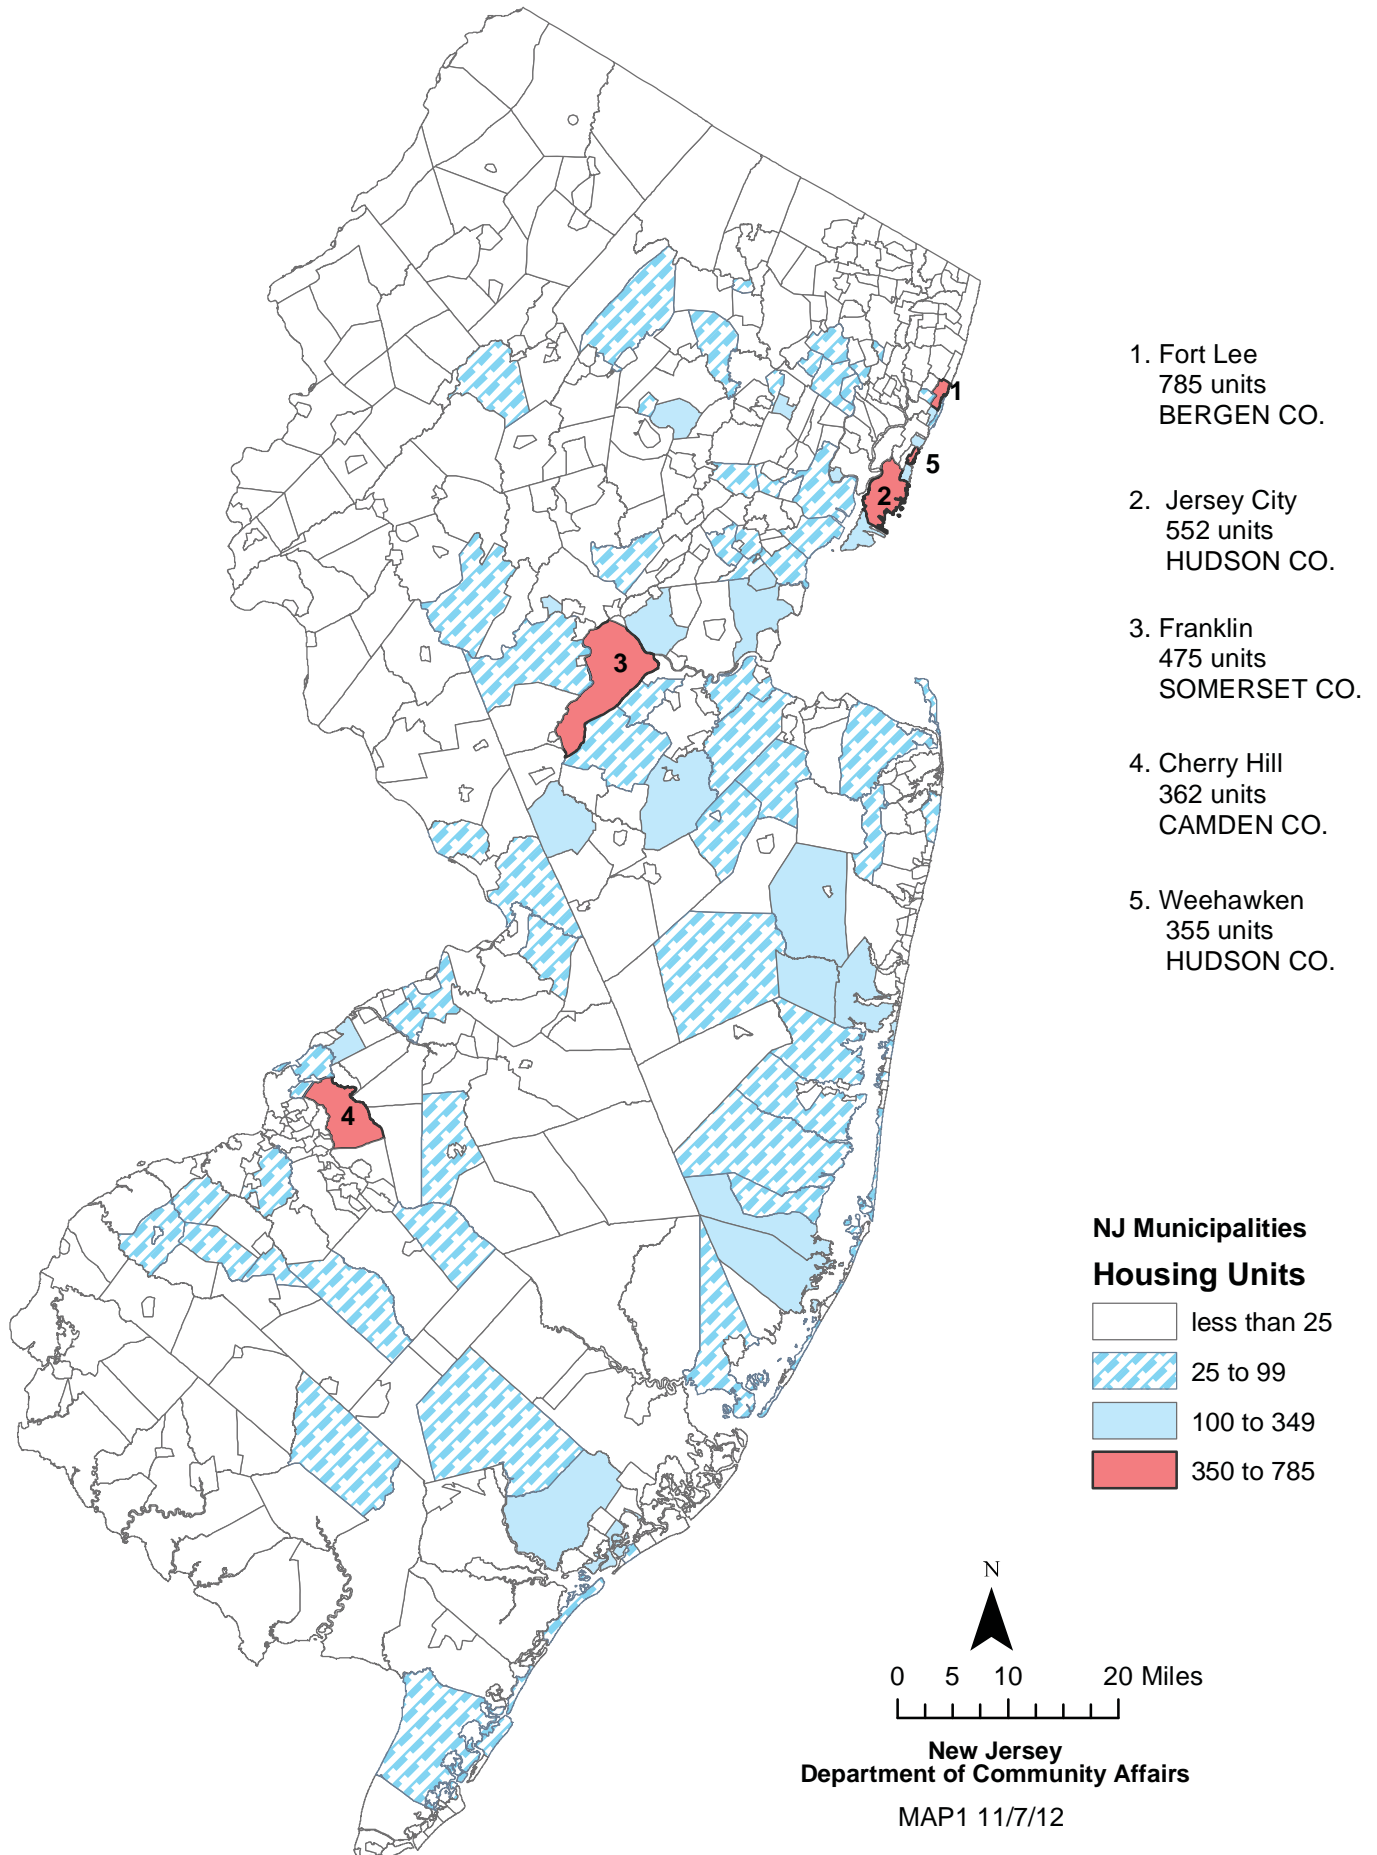 1. Fort Lee
785 units
BERGEN CO.
2. Jersey City
552 units
HUDSON CO.
3. Franklin
475 units
SOMERSET CO.
4. Cherry Hill
362 units
CAMDEN CO.
5. Weehawken
355 units
HUDSON CO.
1
5
2
3
4
NJ Municipalities
Housing Units
less than 25
25 to 99
100 to 349
350 to 785
N
0 5 10 20 Miles
New Jersey
Department of Community Affairs
MAP1 11/7/12